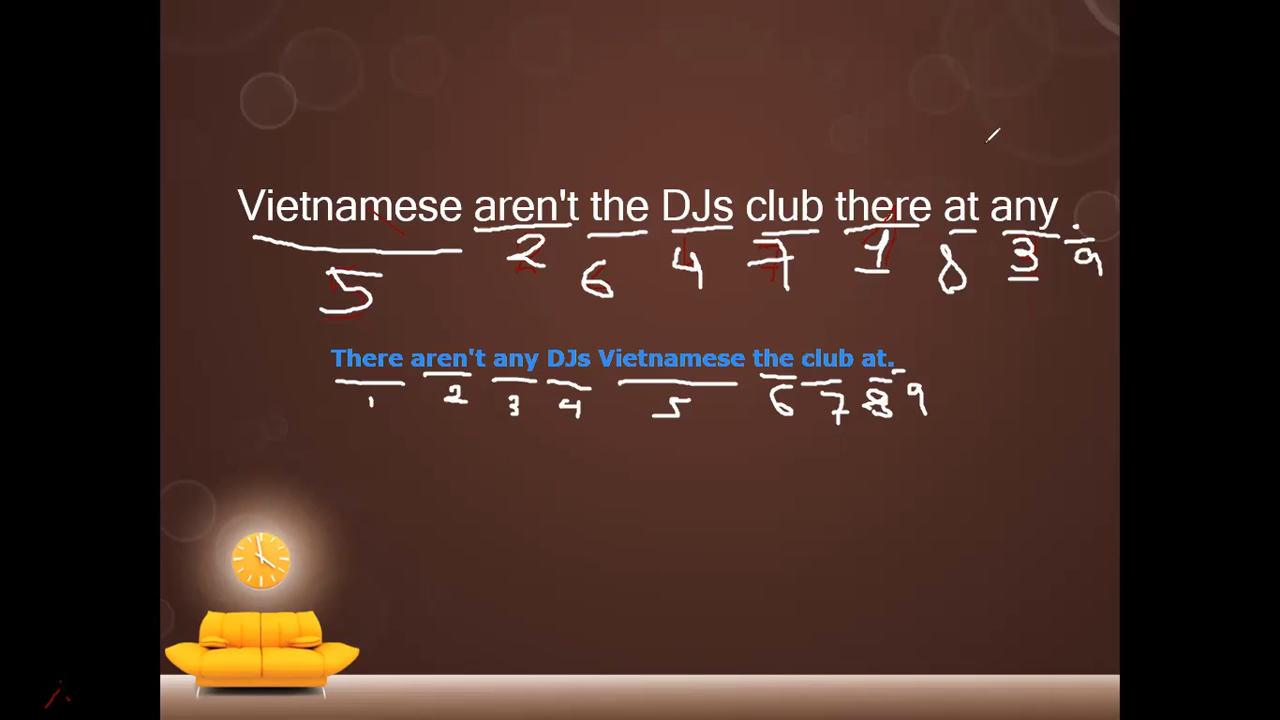 Vietnamese aren't the DJs club there at any .
5 2 6 4 7 1 8 3 9
There aren't any DJs Vietnamese the club at.
1 2 3 4 5 6 7 8 9